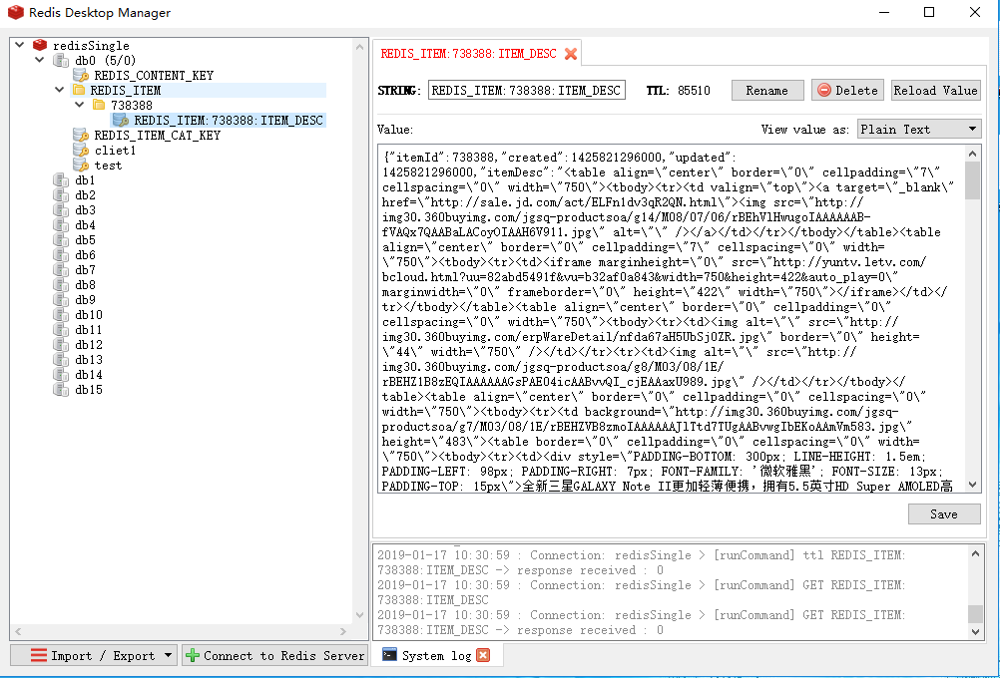 Redis Desktop Manager
redisSingle
db0 (5/0)
REDIS_CONTENT_KEY
REDIS_ITEM
738388
REDIS_ITEM:738388:ITEM_DESC
REDIS_ITEM_CAT_KEY
cliet1
test
db1
db2
db3
db4
db5
db6
db7
db8
db9
db10
db11
db12
db13
db14
db15
Import / Export
Connect to Redis Server
REDIS_ITEM:738388:ITEM_DESC
STRING: REDIS_ITEM:738388:ITEM_DESC TTL: 85510 Rename Delete Reload Value
Value: View value as: Plain Text
{"itemId":738388,"created":1425821296000,"updated":
1425821296000,"itemDesc":"<table align=\"center\" border=\"0\" cellpadding=\"7\"
cellspacing=\"0\" width=\"750\"><tbody><tr><td valign=\"top\"><a target=\"_blank\"
href=\"http://sale.jd.com/act/ELFn1dv3qR2QN.html\"><img src=\"http://
img30.360buyimg.com/jgsq-productsoa/g14/M08/07/06/rBEhVlHwugoIAAAAAAB-
fVAQx7QAABaLACoyOIAAH6V911.jpg\" alt=\"\" /></a></td></tr></tbody></table><table
align=\"center\" border=\"0\" cellpadding=\"7\" cellspacing=\"0\" width=
\"750\"><tbody><tr><td><iframe marginheight=\"0\" src=\"http://yuntv.letv.com/
bcloud.html?uu=82abd5491f&vu=b32af0a843&width=750&height=422&auto_play=0\"
marginwidth=\"0\" frameborder=\"0\" height=\"422\" width=\"750\"></iframe></td></
tr></tbody></table><table align=\"center\" border=\"0\" cellpadding=\"0\"
cellspacing=\"0\" width=\"750\"><tbody><tr><td><img alt=\"\" src=\"http://
img30.360buyimg.com/erpWareDetail/nfda67aH5UbSj0ZR.jpg\" border=\"0\" height=
\"44\" width=\"750\" /></td></tr><tr><td><img alt=\"\" src=\"http://
img30.360buyimg.com/jgsq-productsoa/g8/M03/08/1E/
rBEHZ1B8zEQIAAAAAAGsPAE04icAABvvQI_cjEAAaxU989.jpg\" /></td></tr></tbody></
table><table align=\"center\" border=\"0\" cellpadding=\"0\" cellspacing=\"0\"
width=\"750\"><tbody><tr><td background=\"http://img30.360buyimg.com/jgsq-
productsoa/g7/M03/08/1E/rBEHZVB8zmoIAAAAAAJlTtd7TUgAABvwgIbEKoAAmVm583.jpg\"
height=\"483\"><table border=\"0\" cellpadding=\"0\" cellspacing=\"0\" width=
\"750\"><tbody><tr><td><div style=\"PADDING-BOTTOM: 300px; LINE-HEIGHT: 1.5em;
PADDING-LEFT: 98px; PADDING-RIGHT: 7px; FONT-FAMILY: '微软雅黑'; FONT-SIZE: 13px;
PADDING-TOP: 15px\">全新三星GALAXY Note II更加轻薄便携，拥有5.5英寸HD Super AMOLED高
Save
2019-01-17 10:30:59 : Connection: redisSingle > [runCommand] ttl REDIS_ITEM:
738388:ITEM_DESC -> response received : 0
2019-01-17 10:30:59 : Connection: redisSingle > [runCommand] GET REDIS_ITEM:
738388:ITEM_DESC
2019-01-17 10:30:59 : Connection: redisSingle > [runCommand] GET REDIS_ITEM:
738388:ITEM_DESC -> response received : 0
System log